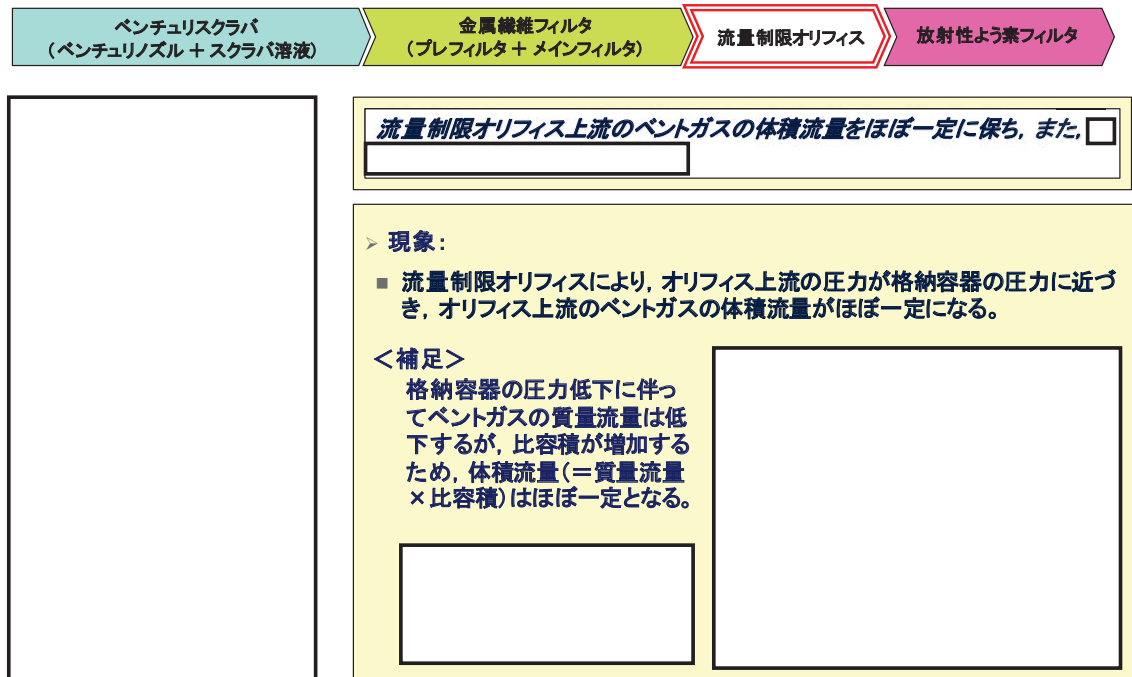 ベンチュリスクラバ
（ベンチュリノズル ＋ スクラバ溶液）
金属繊維フィルタ
（プレフィルタ＋ メインフィルタ）
流量制限オリフィス
放射性よう素フィルタ
流量制限オリフィス上流のベントガスの体積流量をほぼ一定に保ち，また，
➢ 現象：
■ 流量制限オリフィスにより，オリフィス上流の圧力が格納容器の圧力に近づ
き，オリフィス上流のベントガスの体積流量がほぼ一定になる。
＜補足＞
格納容器の圧力低下に伴っ
てベントガスの質量流量は低
下するが，比容積が増加する
ため，体積流量（＝質量流量
×比容積）はほぼ一定となる。